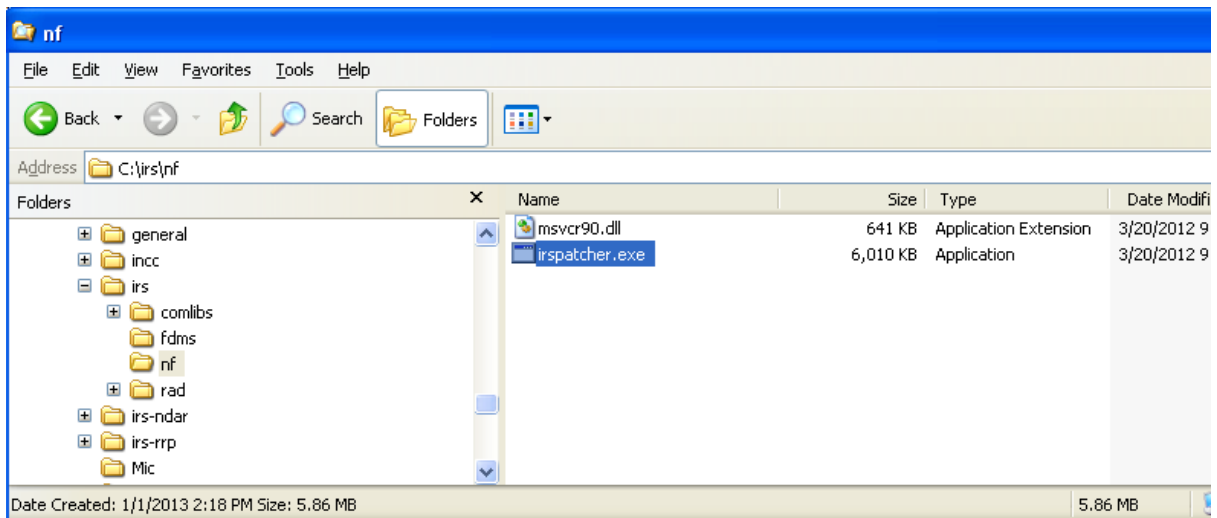 nf
File Edit View Favorites Tools Help
Back Search Folders
Address C:\irs\nf
Folders Name Size Type Date Modifi
general msvcr90.dll 641 KB Application Extension 3/20/2012 9
incc irspatcher.exe 6,010 KB Application 3/20/2012 9
irs
comlibs
fdms
nf
rad
irs-ndar
irs-rrp
Mic
Date Created: 1/1/2013 2:18 PM Size: 5.86 MB 5.86 MB